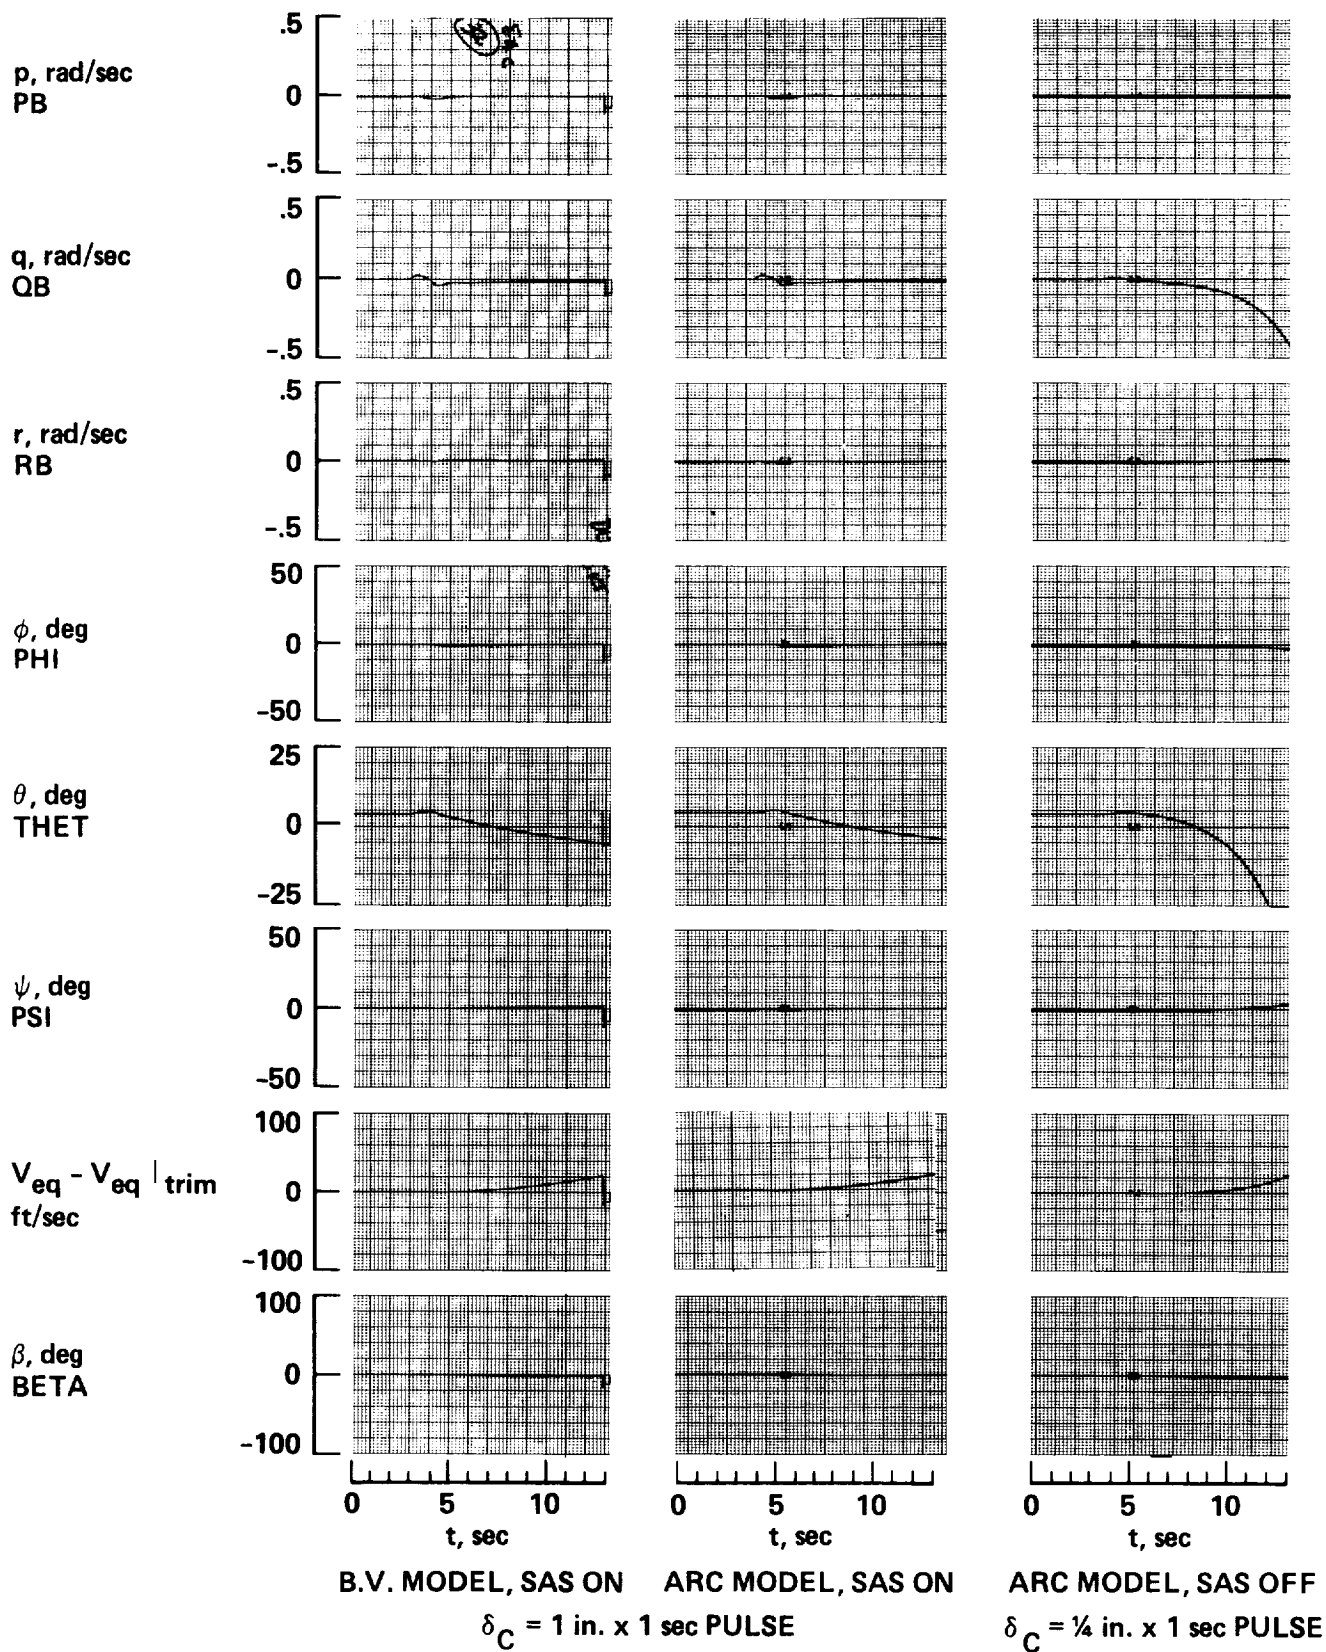 .5
p, rad/sec
PB
0
-.5
.5
q, rad/sec
QB
0
-.5
.5
r, rad/sec
RB
0
-.5
50
ϕ, deg
PHI
0
-50
25
θ, deg
THET
0
-25
50
ψ, deg
PSI
0
-50
100
V_eq - V_eq |trim
ft/sec
0
-100
100
β, deg
BETA
0
-100
0 5 10
t, sec
0 5 10
t, sec
0 5 10
t, sec
B.V. MODEL, SAS ON
ARC MODEL, SAS ON
ARC MODEL, SAS OFF
δ_C = 1 in. x 1 sec PULSE
δ_C = ¼ in. x 1 sec PULSE